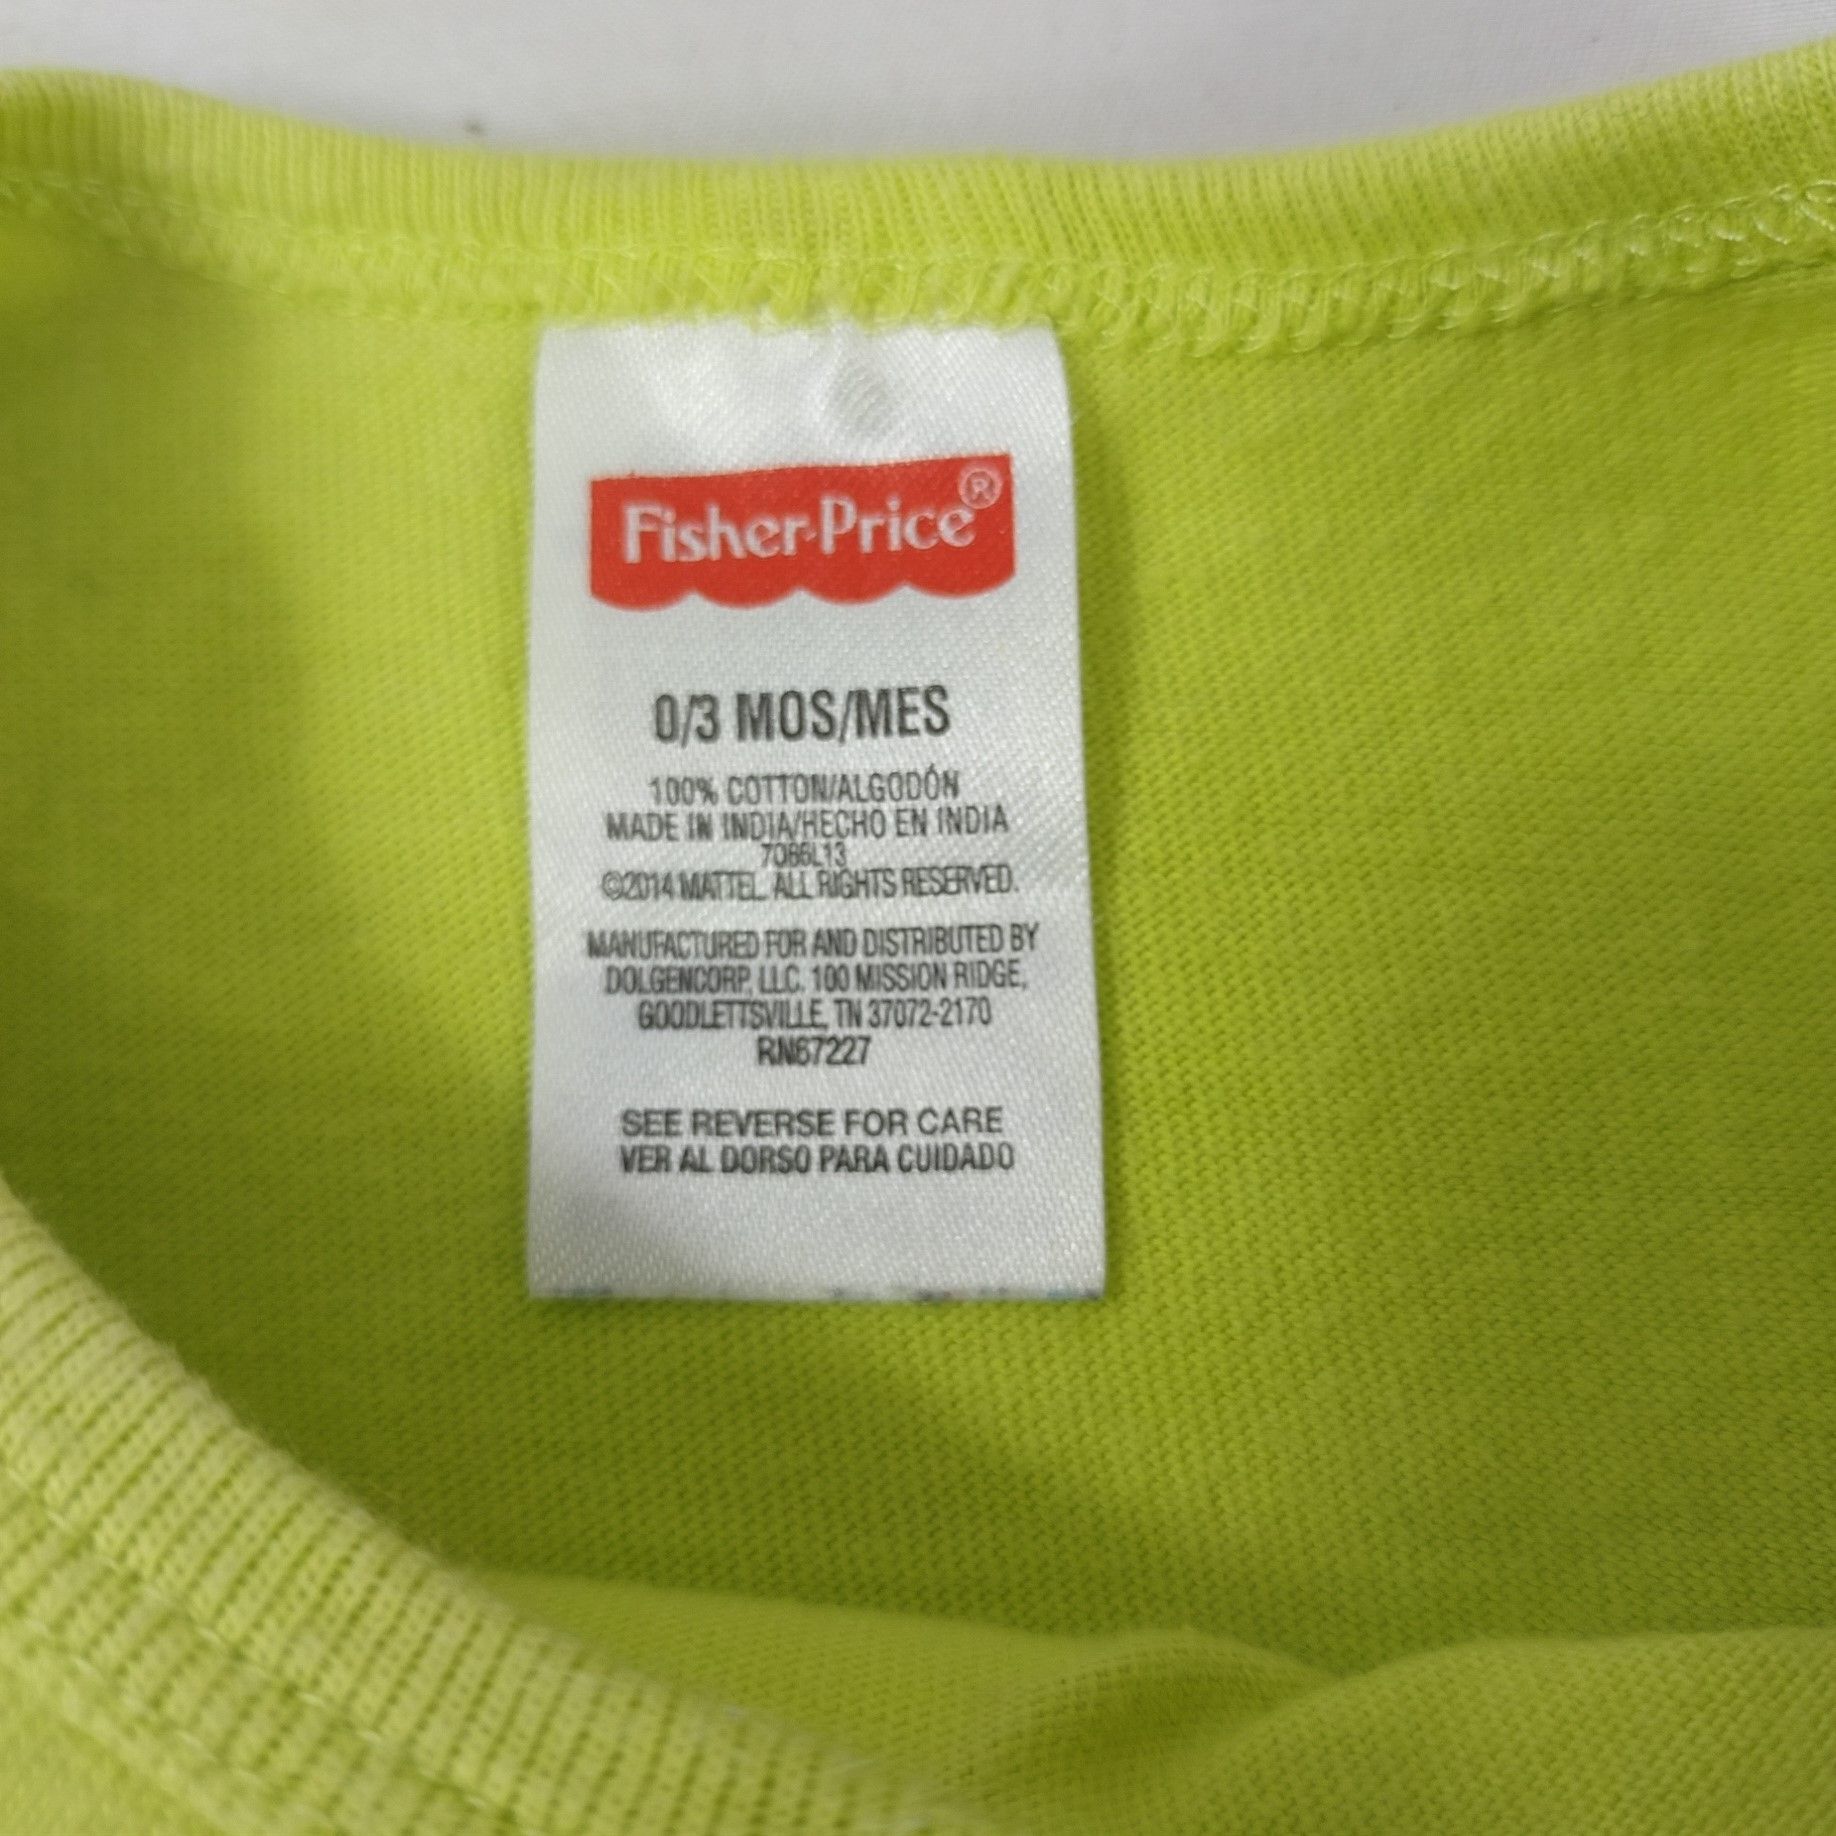 Fisher-Price®
0/3 MOS/MES
100% COTTON/ALGODÓN
MADE IN INDIA/HECHO EN INDIA
7086L13
©2014 MATTEL. ALL RIGHTS RESERVED.
MANUFACTURED FOR AND DISTRIBUTED BY
DOLGENCORP, LLC. 100 MISSION RIDGE,
GOODLETTSVILLE, TN 37072-2170
RN67227
SEE REVERSE FOR CARE
VER AL DORSO PARA CUIDADO